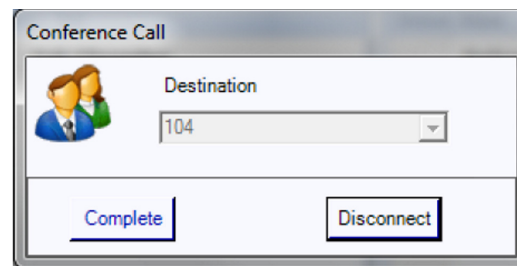 Conference Call
Destination
104
Complete
Disconnect